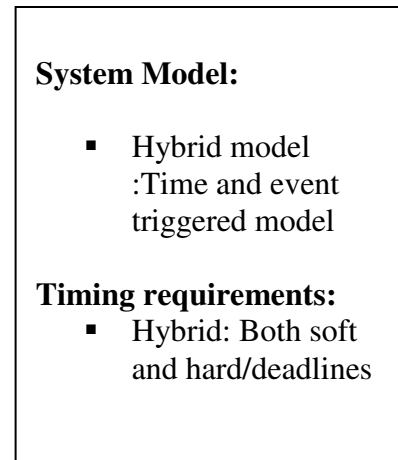 System Model:
▪ Hybrid model
:Time and event
triggered model
Timing requirements:
▪ Hybrid: Both soft
and hard/deadlines